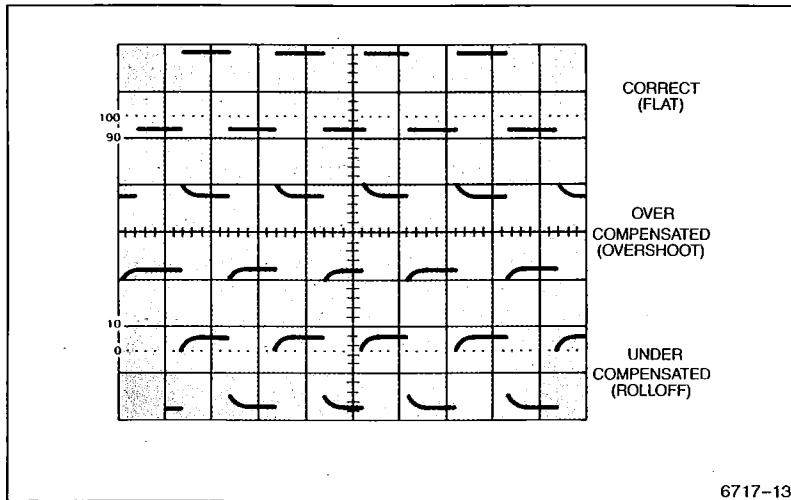 CORRECT
(FLAT)
100
90
OVER
COMPENSATED
(OVERSHOOT)
10
0
UNDER
COMPENSATED
(ROLLOFF)
6717–13